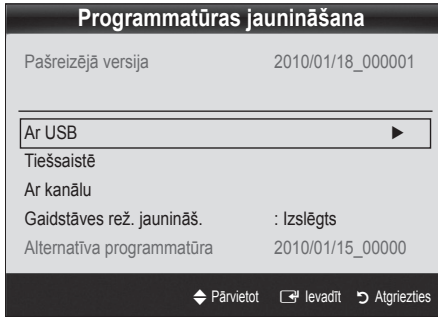 Programmatūras jaunināšana
Pašreizējā versija 2010/01/18_000001
Ar USB ►
Tiešsaistē
Ar kanālu
Gaidstāves rež. jaunināš. : Izslēgts
Alternatīva programmatūra 2010/01/15_00000
Pārvietot Ievadīt Atgriezties